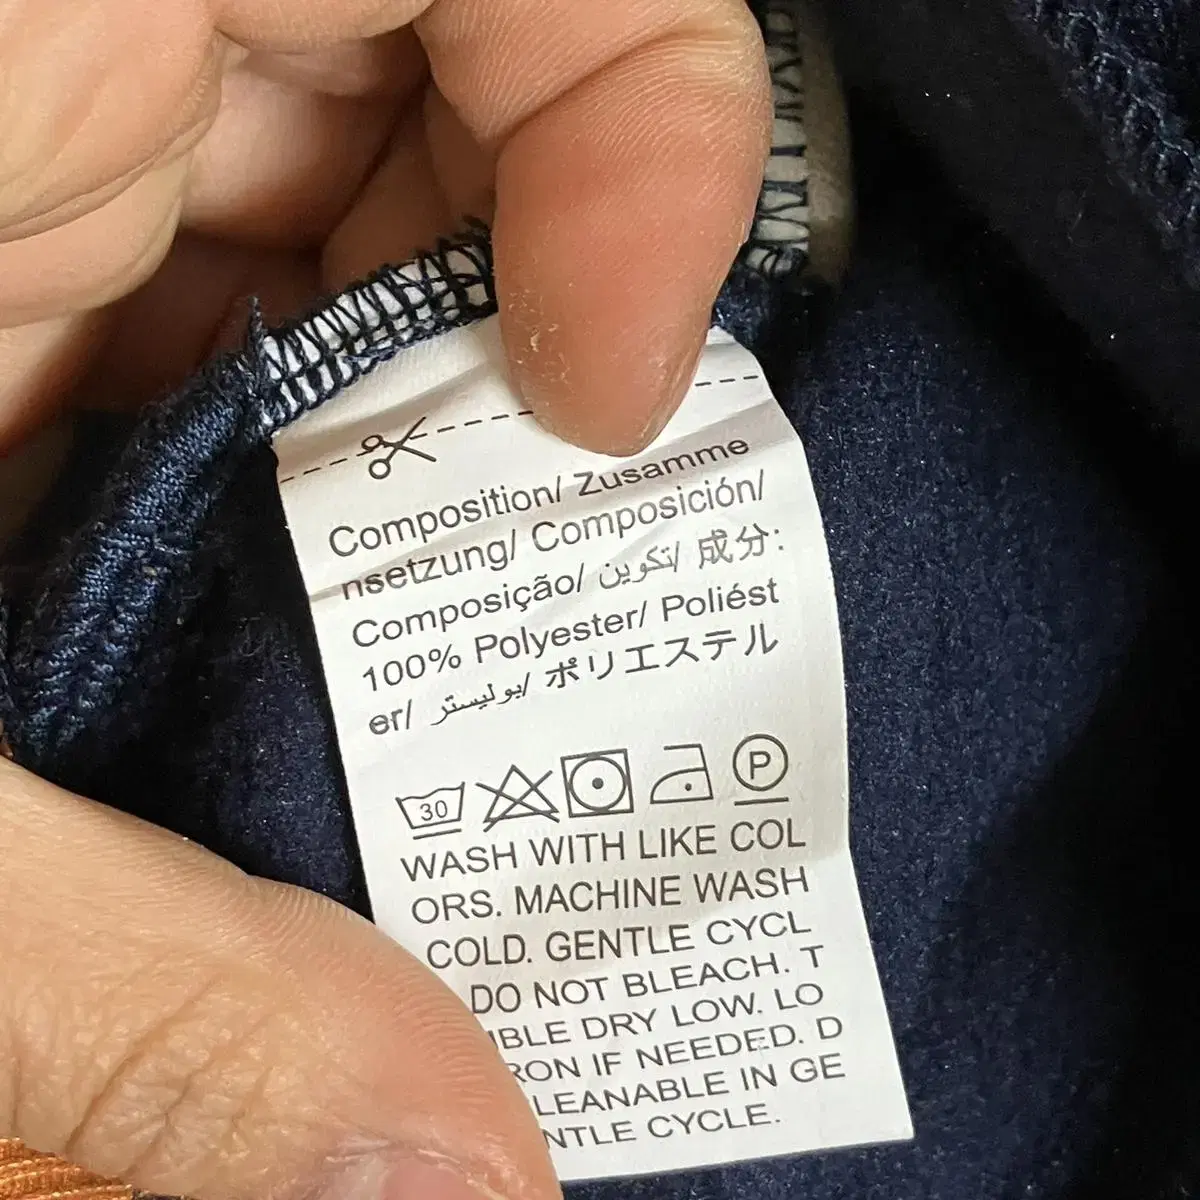 Composition/ Zusamme
nsetzung/ Composición/
Composição/ تكوين/ 成分:
100% Polyester/ Poliést
er/ بوليستر/ ポリエステル
30 P
WASH WITH LIKE COL
ORS. MACHINE WASH
COLD. GENTLE CYCL
DO NOT BLEACH. T
MBLE DRY LOW. LO
RON IF NEEDED. D
LEANABLE IN GE
NTLE CYCLE.